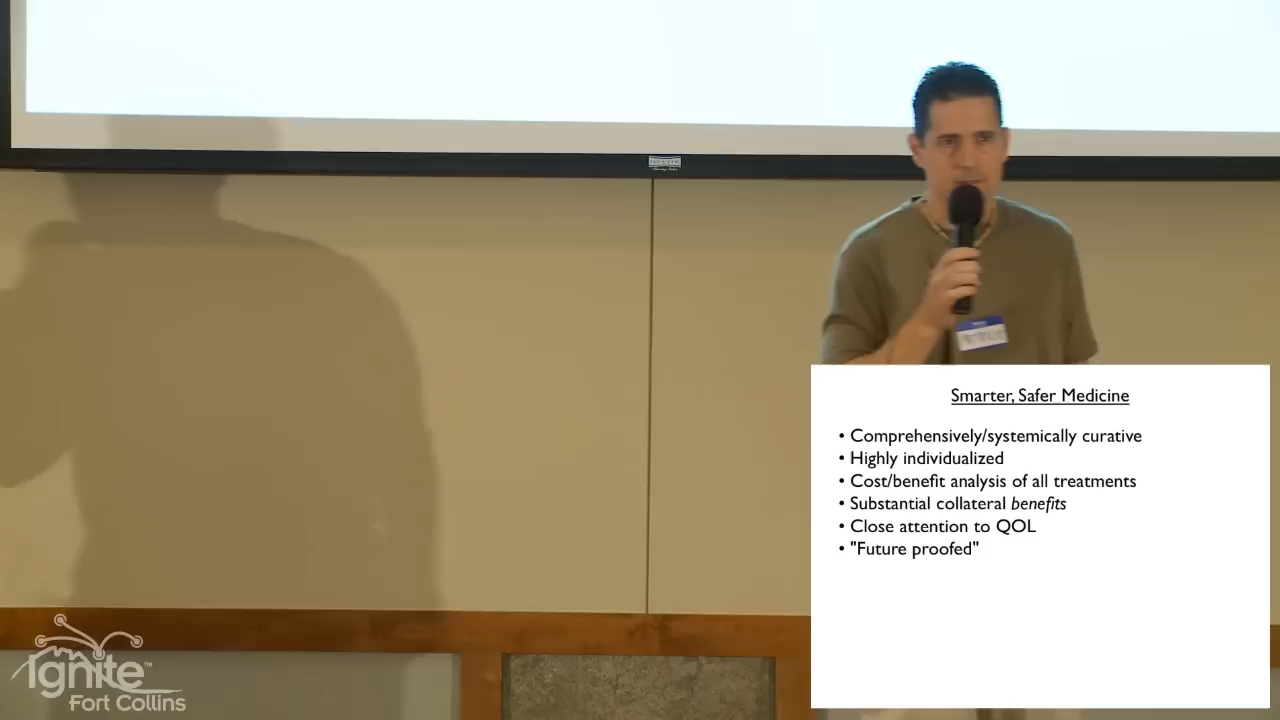 Smarter, Safer Medicine
• Comprehensively/systemically curative
• Highly individualized
• Cost/benefit analysis of all treatments
• Substantial collateral benefits
• Close attention to QOL
• "Future proofed"
Ignite™
Fort Collins